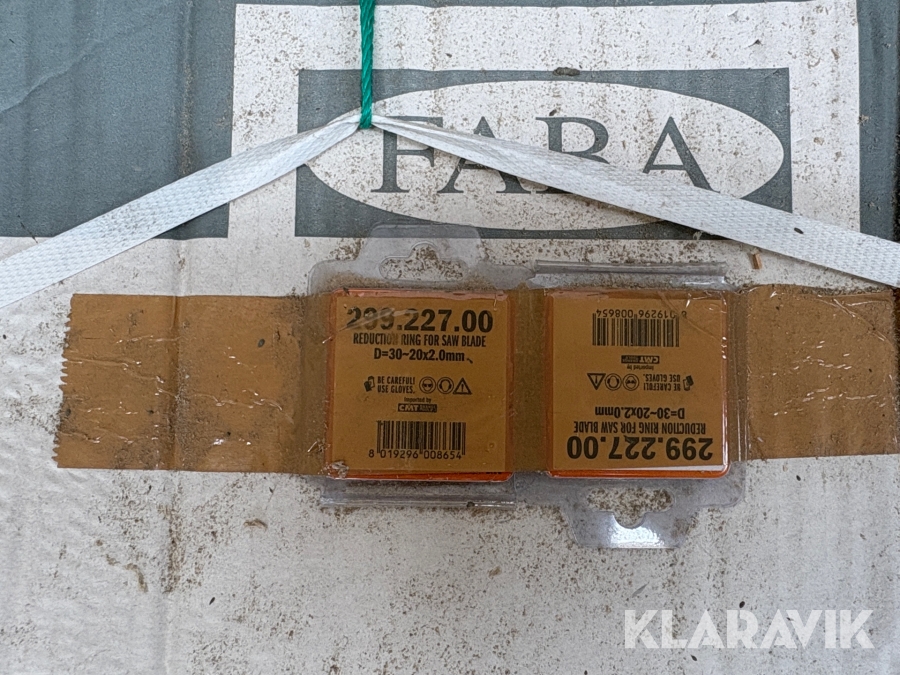 FABA
299.227.00
REDUCTION RING FOR SAW BLADE
D=30~20x2.0mm
BE CAREFUL!
USE GLOVES.
Imported by
CMT
8 019296 008654
299.227.00
REDUCTION RING FOR SAW BLADE
D=30~20x2.0mm
BE CAREFUL!
USE GLOVES.
Imported by
CMT
8 019296 008654
KLARAVIK